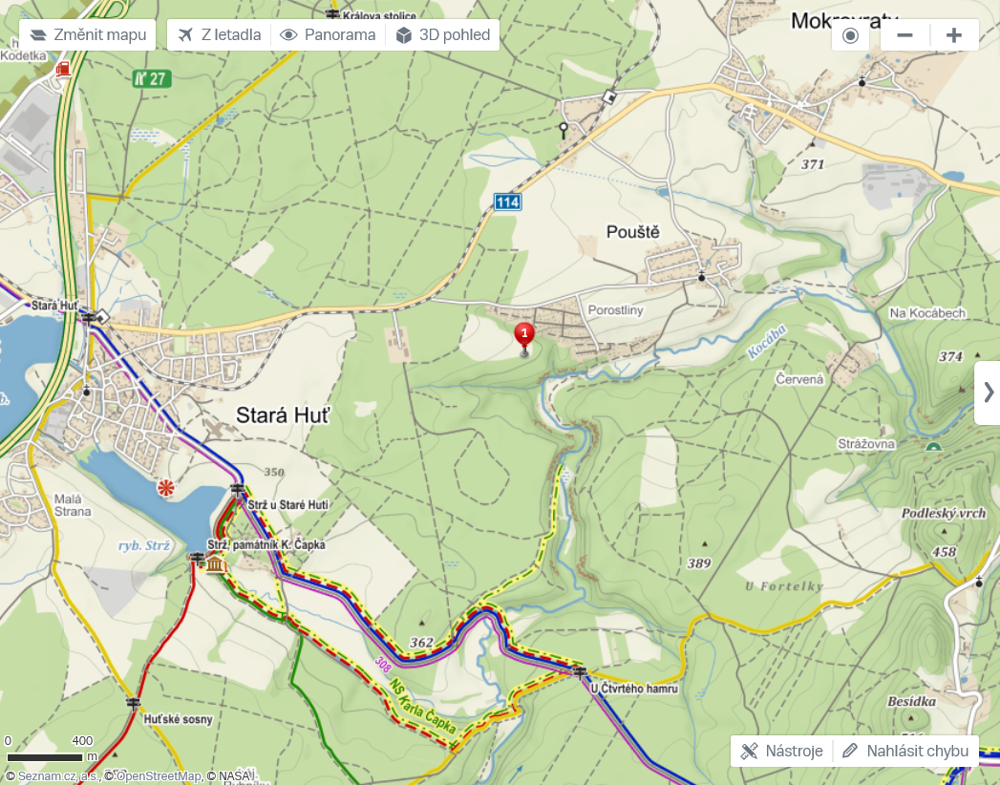 Králova stolice
Mokrovraty
Změnit mapu
Z letadla
Panorama
3D pohled
Kodetka
27
371
114
Pouště
Stará Huť
Porostliny
Na Kocábech
Kocába
374
Červená
Stará Huť
Strážovna
350
Malá
Strana
Strž u Staré Huti
Podleský vrch
ryb. Strž
Strž, památník K. Čapka
458
389
U Fortelky
362
308
NS Karla Čapka
U Čtvrtého hamru
Besídka
Huťské sosny
0 400
m
Nástroje
Nahlásit chybu
© Seznam.cz, a.s., © OpenStreetMap, © NASA
1